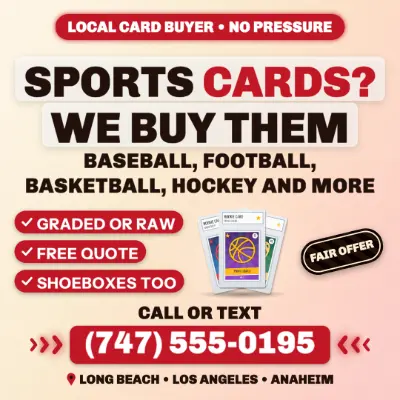 LOCAL CARD BUYER • NO PRESSURE
SPORTS CARDS?
WE BUY THEM
BASEBALL, FOOTBALL,
BASKETBALL, HOCKEY AND MORE
✓ GRADED OR RAW
✓ FREE QUOTE
✓ SHOEBOXES TOO
FAIR OFFER
CALL OR TEXT
(747) 555-0195
LONG BEACH • LOS ANGELES • ANAHEIM